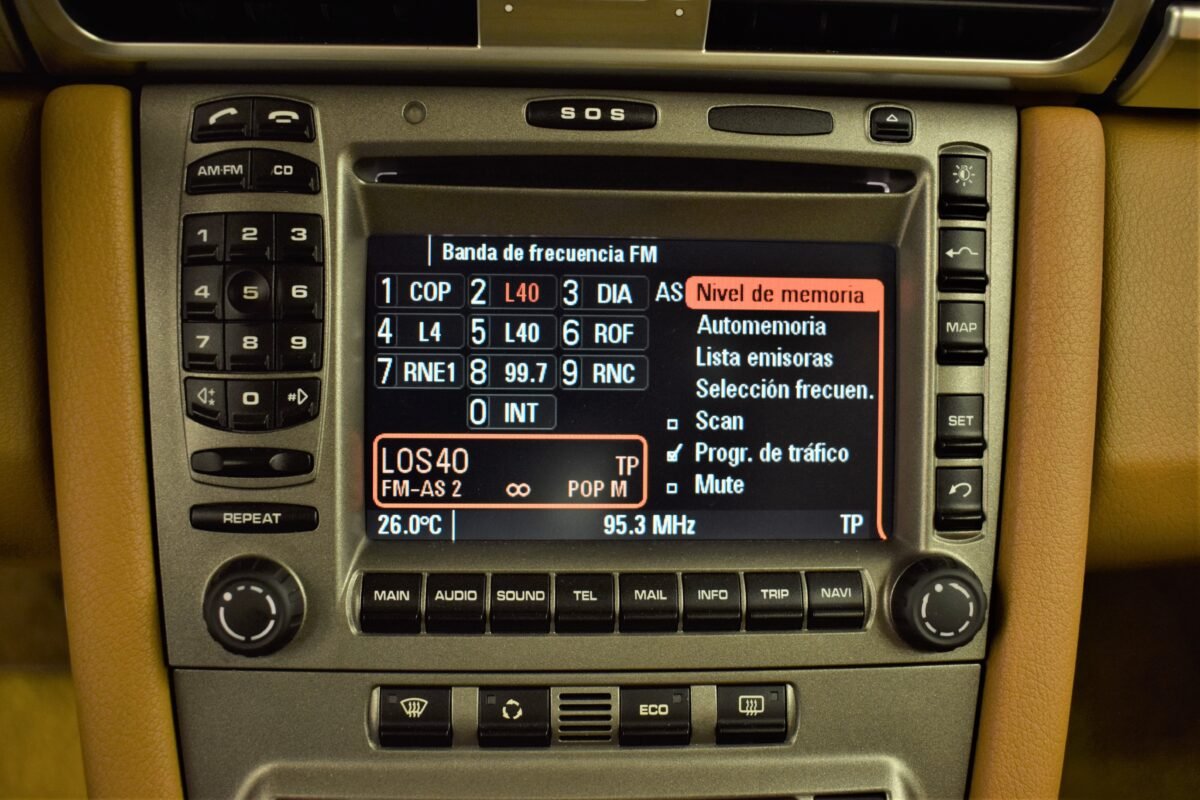 SOS
AM·FM CD
1 2 3
4 5 6
7 8 9
* 0 #
REPEAT
Banda de frecuencia FM
1 COP 2 L40 3 DIA
4 L4 5 L40 6 ROF
7 RNE1 8 99.7 9 RNC
0 INT
AS Nivel de memoria
Automemoria
Lista emisoras
Selección frecuen.
Scan
Progr. de tráfico
Mute
LOS40 TP
FM-AS 2 ∞ POP M
26.0°C 95.3 MHz TP
MAP
SET
MAIN AUDIO SOUND TEL MAIL INFO TRIP NAVI
ECO